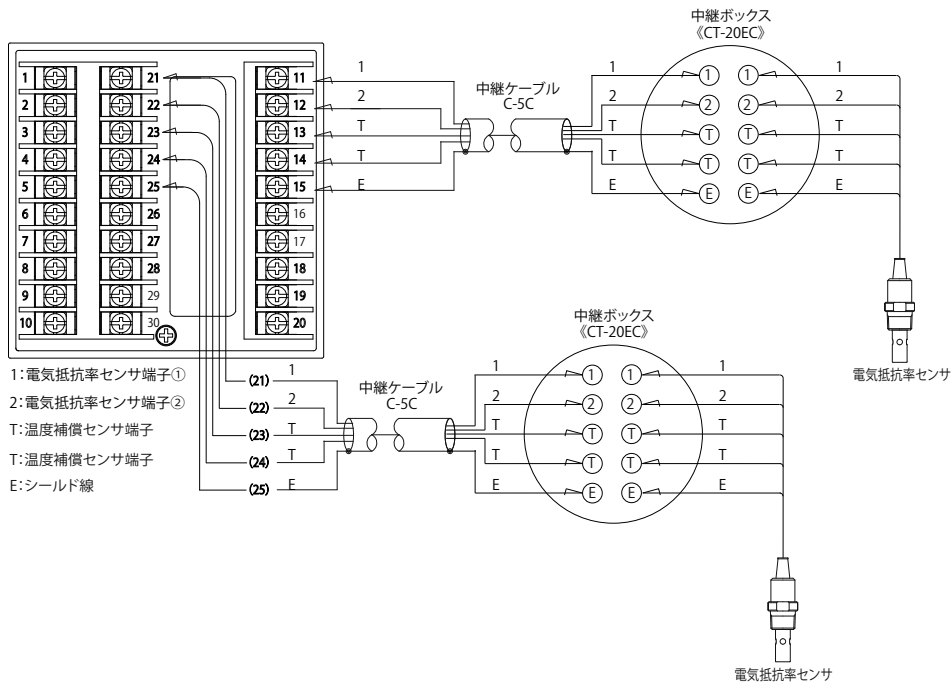 中継ボックス
《CT-20EC》
1 21 11 1 1 1 1 1
2 22 12 2 中継ケーブル 2 2 2 2
C-5C
3 23 13 T T T T T
4 24 14 T T T T T
5 25 15 E E E E E
6 26 16
7 27 17
8 28 18
9 29 19
10 30 20
電気抵抗率センサ
中継ボックス
《CT-20EC》
1:電気抵抗率センサ端子①
2:電気抵抗率センサ端子②
T:温度補償センサ端子
T:温度補償センサ端子
E:シールド線
(21) 1 1 1 1 1
中継ケーブル
C-5C
(22) 2 2 2 2 2
(23) T T T T T
(24) T T T T T
(25) E E E E E
電気抵抗率センサ